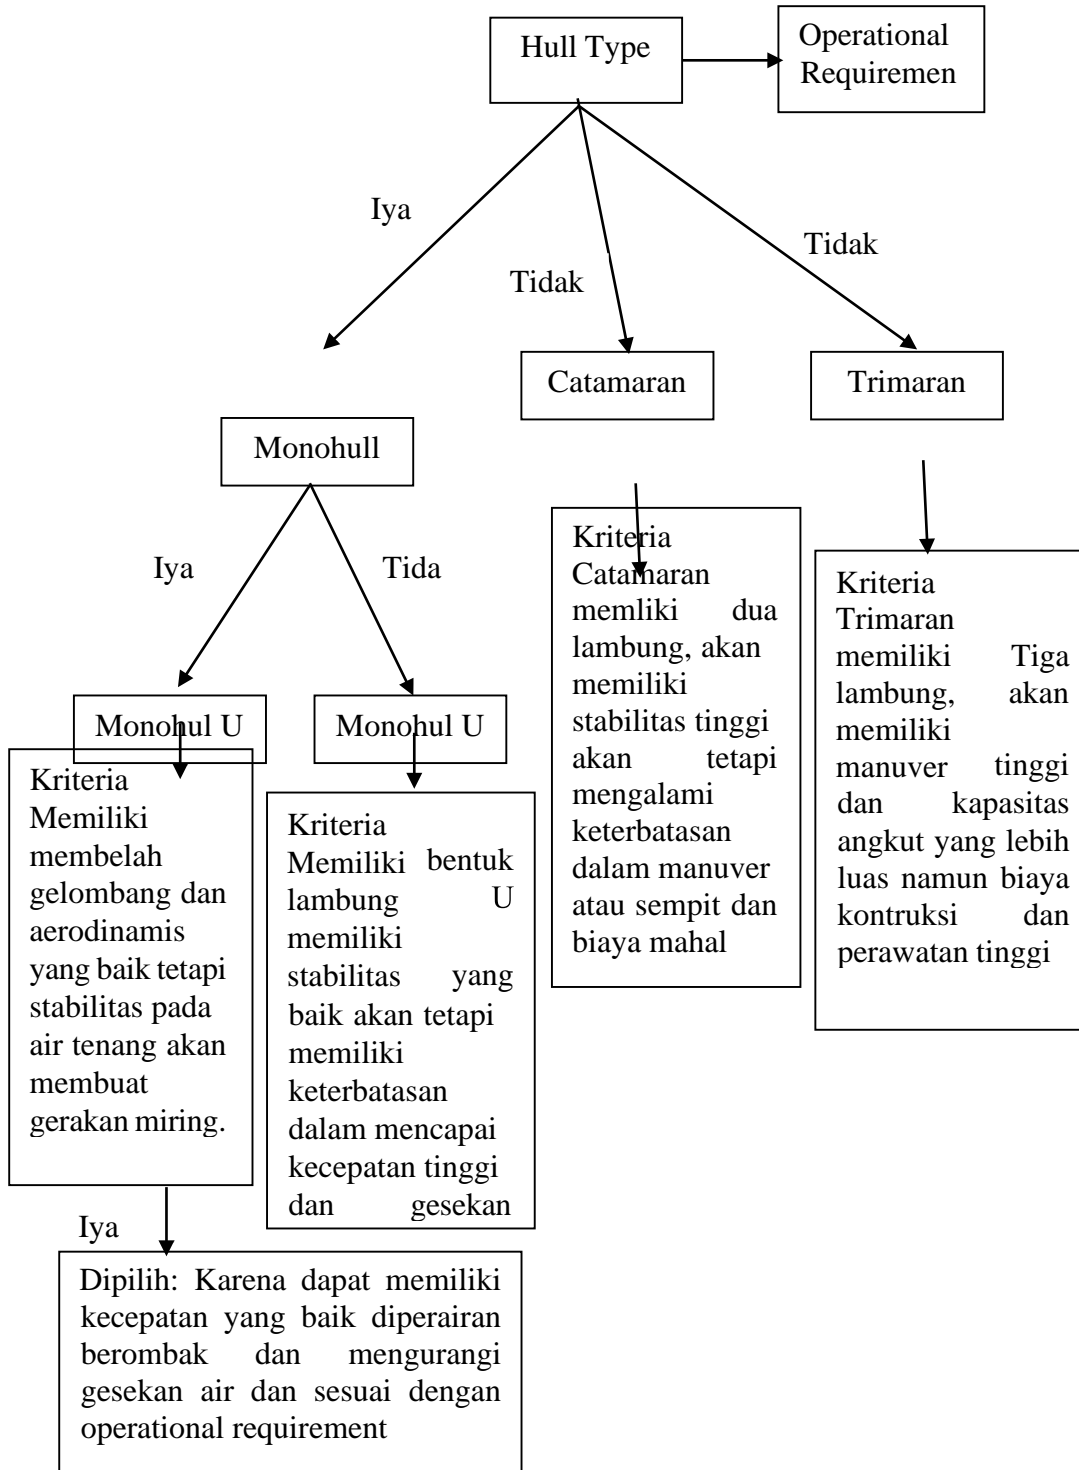 Hull Type
Operational
Requiremen
Iya
Tidak
Tidak
Monohull
Catamaran
Trimaran
Iya
Tida
Monohul U
Monohul U
Kriteria
Memiliki
membelah
gelombang dan
aerodinamis
yang baik tetapi
stabilitas pada
air tenang akan
membuat
gerakan miring.
Kriteria
Memiliki bentuk
lambung U
memiliki
stabilitas yang
baik akan tetapi
memiliki
keterbatasan
dalam mencapai
kecepatan tinggi
dan gesekan
Kriteria
Catamaran
memliki dua
lambung, akan
memiliki
stabilitas tinggi
akan tetapi
mengalami
keterbatasan
dalam manuver
atau sempit dan
biaya mahal
Kriteria
Trimaran
memiliki Tiga
lambung, akan
memiliki
manuver tinggi
dan kapasitas
angkut yang lebih
luas namun biaya
kontruksi dan
perawatan tinggi
Iya
Dipilih: Karena dapat memiliki
kecepatan yang baik diperairan
berombak dan mengurangi
gesekan air dan sesuai dengan
operational requirement